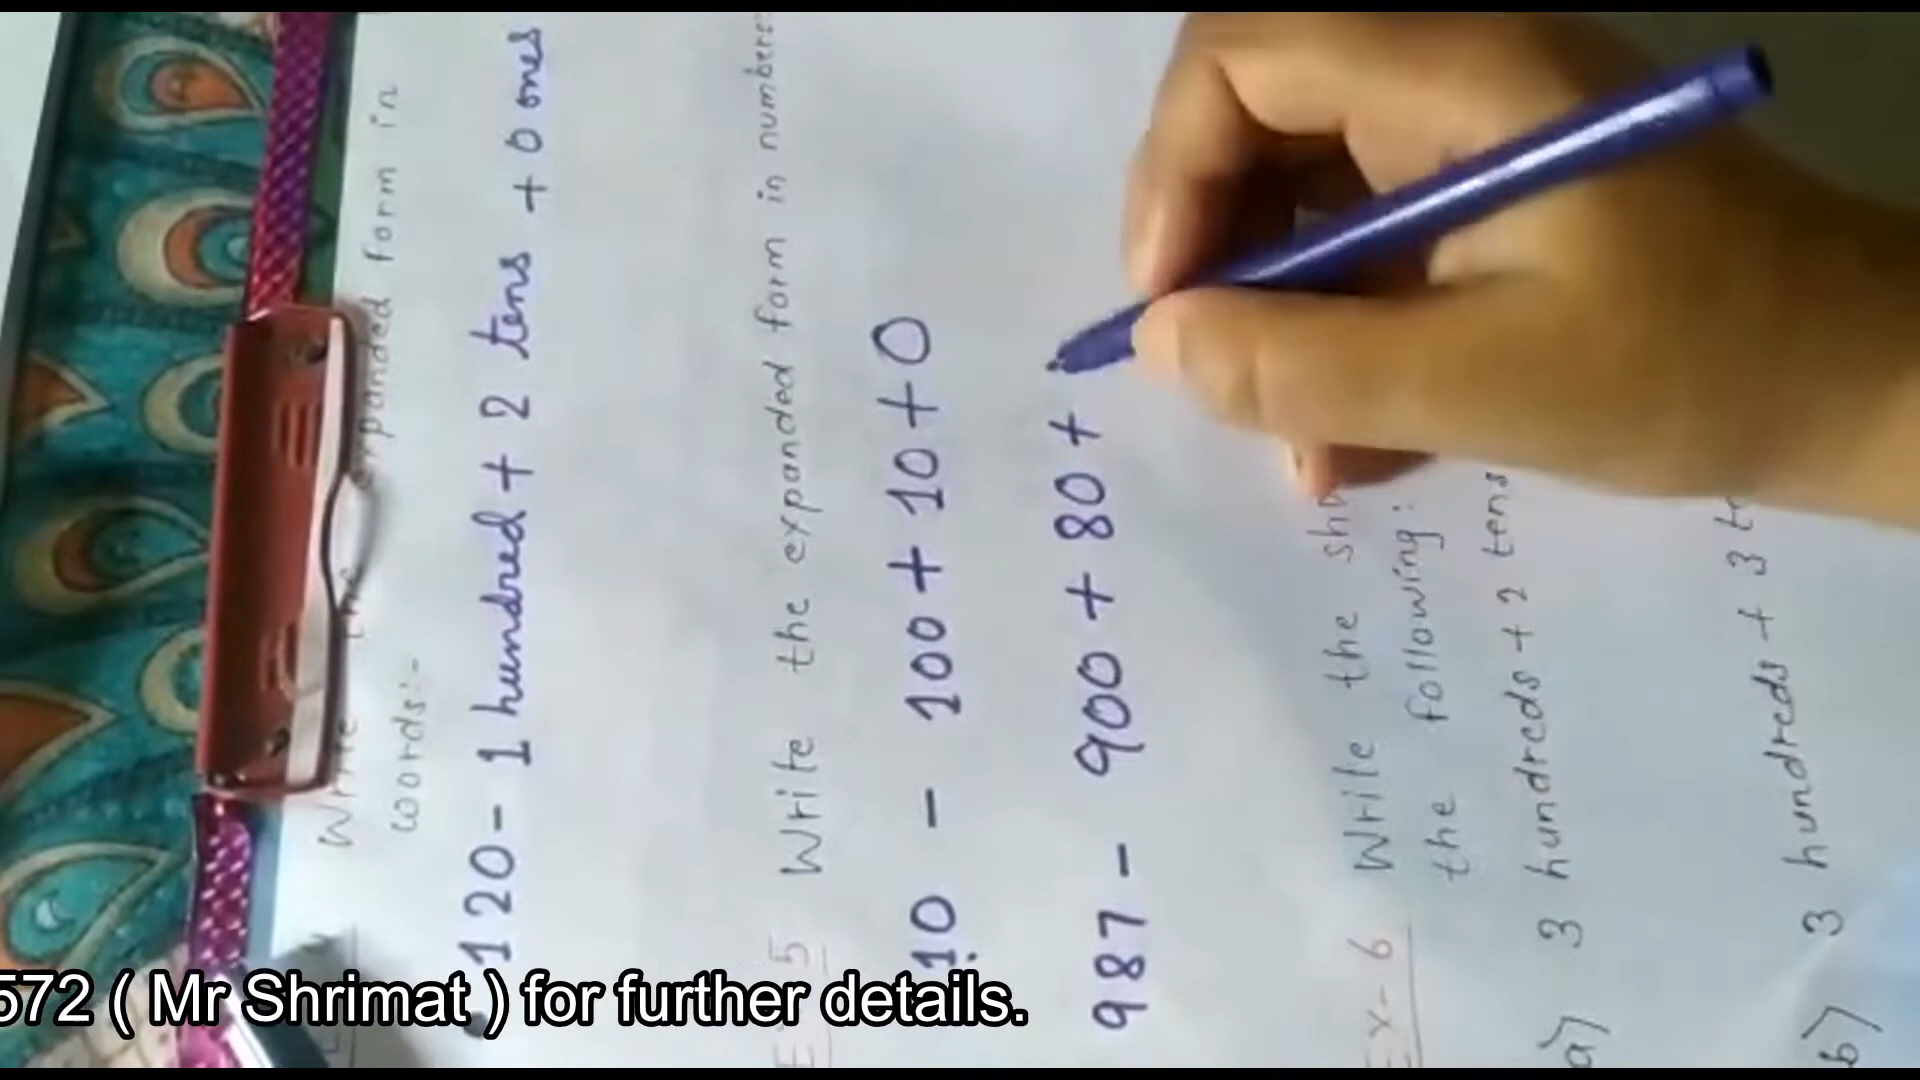 Write the expanded form in
words:-
120 - 1 hundred + 2 tens + 0 ones
5 Write the expanded form in numbers
110 - 100 + 10 + 0
987 - 900 + 80 +
Ex-6 Write the
the following:
a) 3 hundreds + 2 tens
b) 3 hundreds + 3
572 ( Mr Shrimat ) for further details.